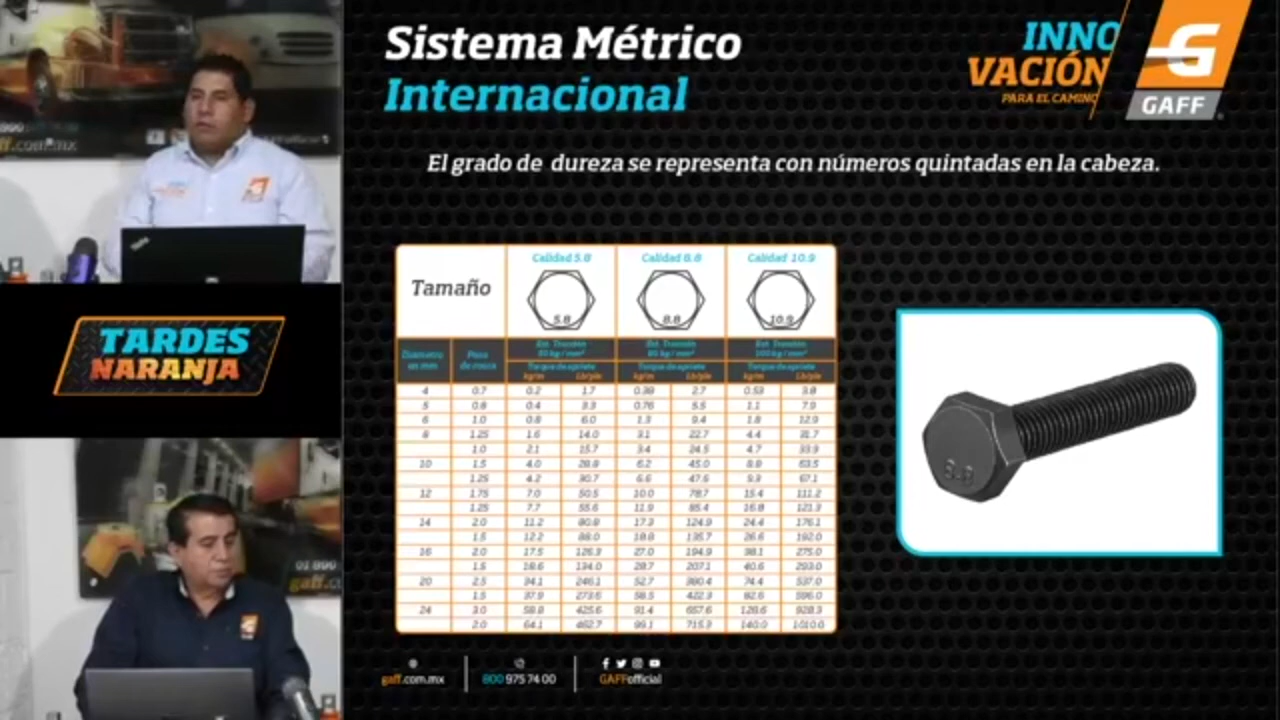 Sistema Métrico
Internacional
INNO
VACIÓN
PARA EL CAMINO
GAFF
El grado de dureza se representa con números quintadas en la cabeza.
Tamaño
Calidad 5.8
Calidad 8.8
Calidad 10.9
5.8
8.8
10.9
Diámetro en mm
Paso de rosca
Torque de apriete
Torque de apriete
Torque de apriete
kg/m Lb/pie kg/m Lb/pie kg/m Lb/pie
4 0.7 0.2 1.7 0.39 2.7 0.53 3.8
5 0.8 0.4 3.3 0.76 5.5 1.1 7.9
6 1.0 0.8 6.0 1.3 9.4 1.8 12.9
8 1.25 1.6 14.0 3.1 22.7 4.4 31.7
1.0 2.1 15.7 3.4 24.5 4.7 33.9
10 1.5 4.0 28.8 6.2 45.0 8.8 63.5
1.25 4.2 30.7 6.6 47.6 9.3 67.1
12 1.75 7.0 50.5 10.0 78.7 15.4 111.2
1.25 7.7 55.6 11.9 85.4 16.8 121.3
14 2.0 11.2 80.8 17.3 124.9 24.4 176.1
1.5 12.2 88.0 18.8 135.7 26.6 192.0
16 2.0 17.5 126.3 27.0 194.9 38.1 275.0
1.5 18.6 134.0 28.7 207.1 40.6 293.0
20 2.5 34.1 246.1 52.7 380.4 74.4 537.0
1.5 37.9 273.6 58.5 422.3 82.6 596.0
24 3.0 58.8 425.6 91.4 657.6 128.6 928.3
2.0 64.1 462.7 99.1 715.3 140.0 1010.0
TARDES
NARANJA
01 800
gaff.c
gaff.com.mx
800 975 74 00
GAFFofficial